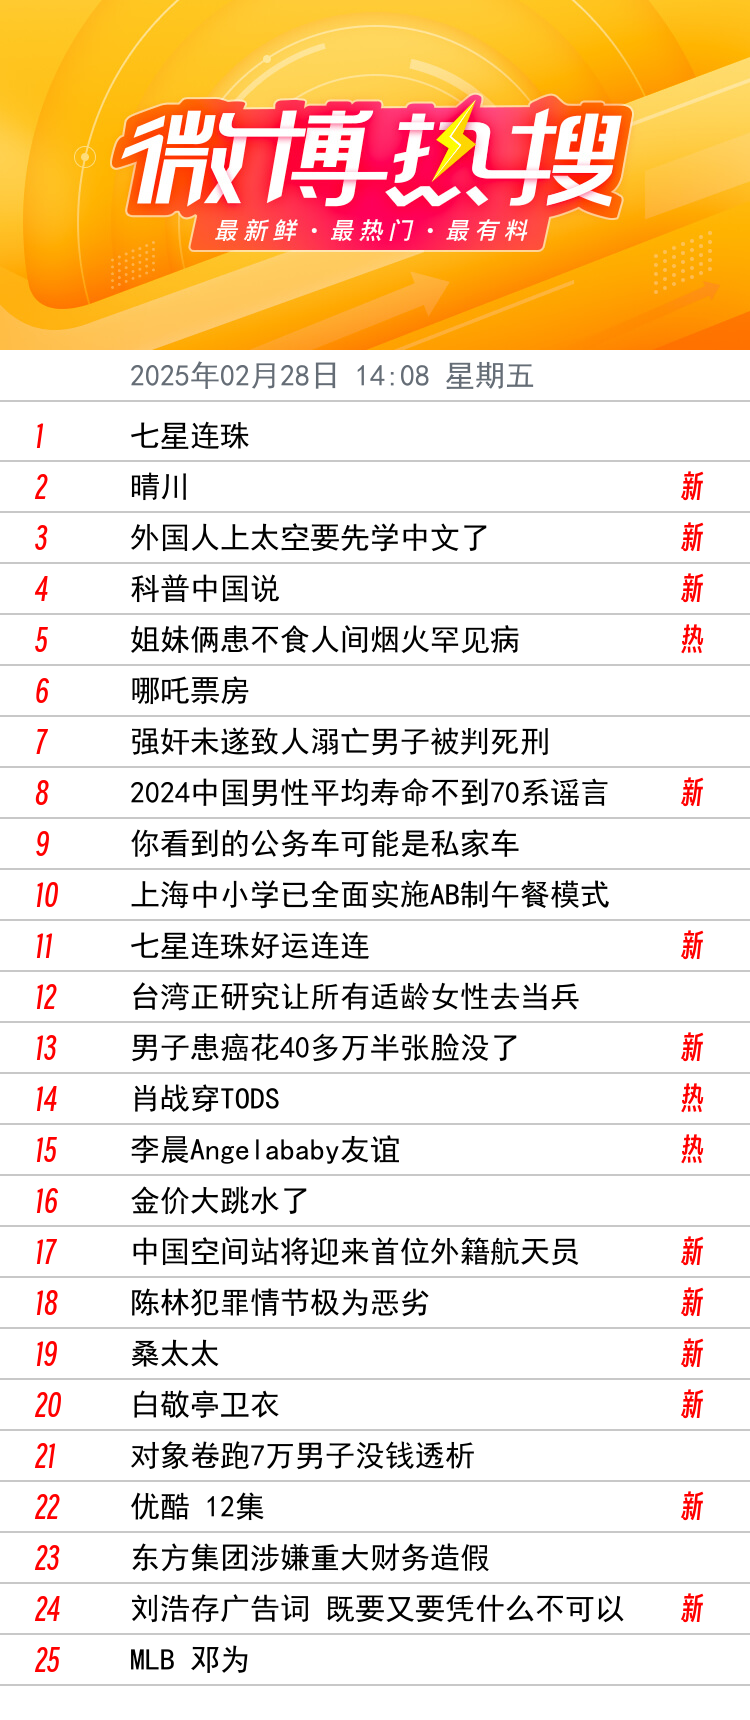 微博热搜
最新鲜·最热门·最有料
2025年02月28日 14:08 星期五
1 七星连珠
2 晴川 新
3 外国人上太空要先学中文了 新
4 科普中国说 新
5 姐妹俩患不食人间烟火罕见病 热
6 哪吒票房
7 强奸未遂致人溺亡男子被判死刑
8 2024中国男性平均寿命不到70系谣言 新
9 你看到的公务车可能是私家车
10 上海中小学已全面实施AB制午餐模式
11 七星连珠好运连连 新
12 台湾正研究让所有适龄女性去当兵
13 男子患癌花40多万半张脸没了 新
14 肖战穿TODS 热
15 李晨Angelababy友谊 热
16 金价大跳水了
17 中国空间站将迎来首位外籍航天员 新
18 陈林犯罪情节极为恶劣 新
19 桑太太 新
20 白敬亭卫衣 新
21 对象卷跑7万男子没钱透析
22 优酷 12集 新
23 东方集团涉嫌重大财务造假
24 刘浩存广告词 既要又要凭什么不可以 新
25 MLB 邓为